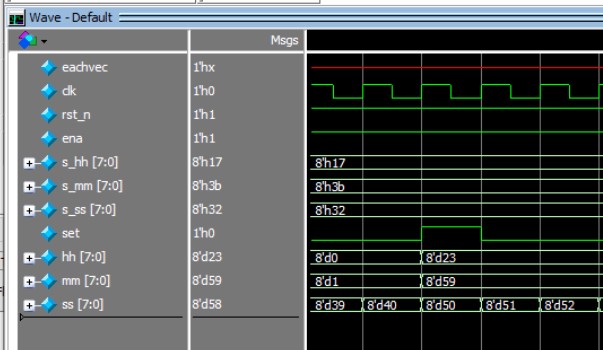 Wave - Default
Msgs
eachvec 1'hx
clk 1'h0
rst_n 1'h1
ena 1'h1
s_hh [7:0] 8'h17 8'h17
s_mm [7:0] 8'h3b 8'h3b
s_ss [7:0] 8'h32 8'h32
set 1'h0
hh [7:0] 8'd23 8'd0 8'd23
mm [7:0] 8'd59 8'd1 8'd59
ss [7:0] 8'd58 8'd39 8'd40 8'd50 8'd51 8'd52